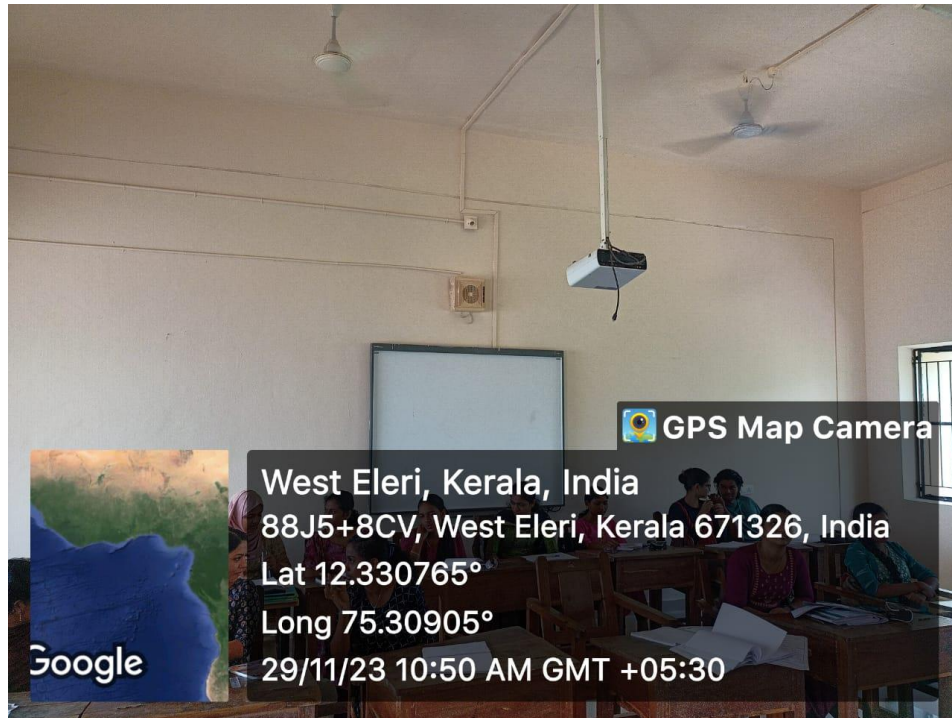 GPS Map Camera
West Eleri, Kerala, India
88J5+8CV, West Eleri, Kerala 671326, India
Lat 12.330765°
Long 75.30905°
29/11/23 10:50 AM GMT +05:30
Google